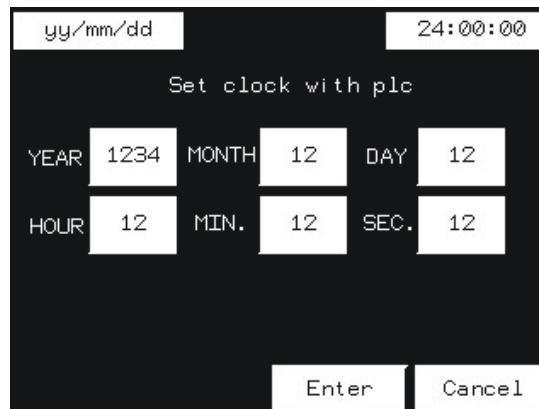 yy/mm/dd 24:00:00
Set clock with plc
YEAR 1234 MONTH 12 DAY 12
HOUR 12 MIN. 12 SEC. 12
Enter Cancel